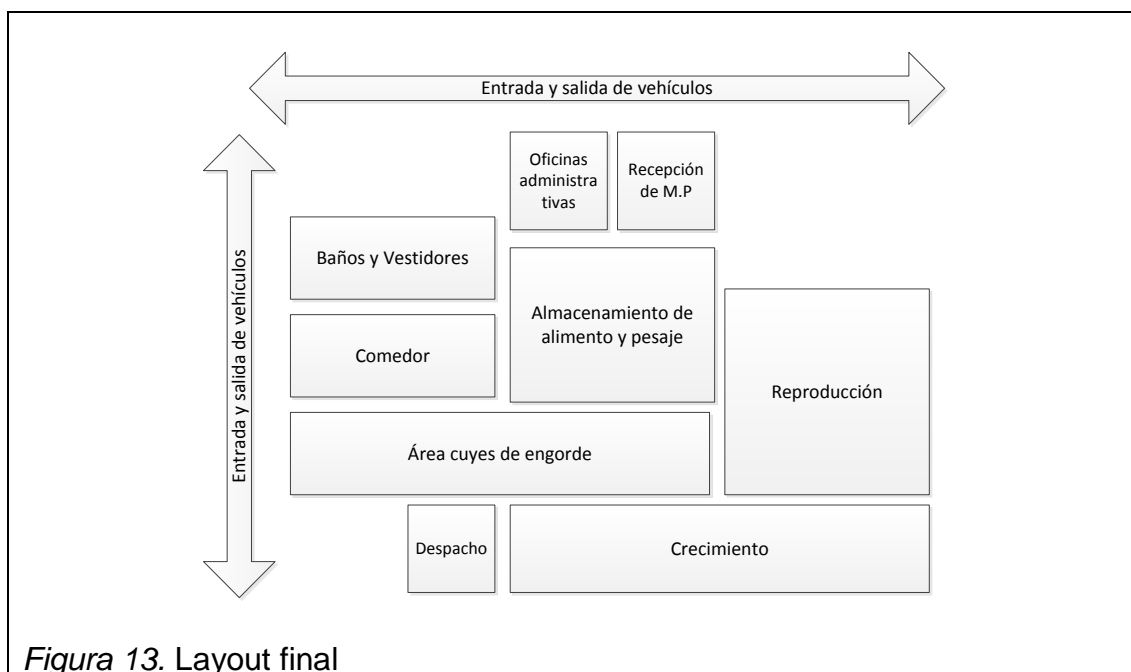 Entrada y salida de vehículos
Entrada y salida de vehículos
Oficinas
administra
tivas
Recepción
de M.P
Baños y Vestidores
Almacenamiento de
alimento y pesaje
Comedor
Reproducción
Área cuyes de engorde
Despacho
Crecimiento
Figura 13. Layout final